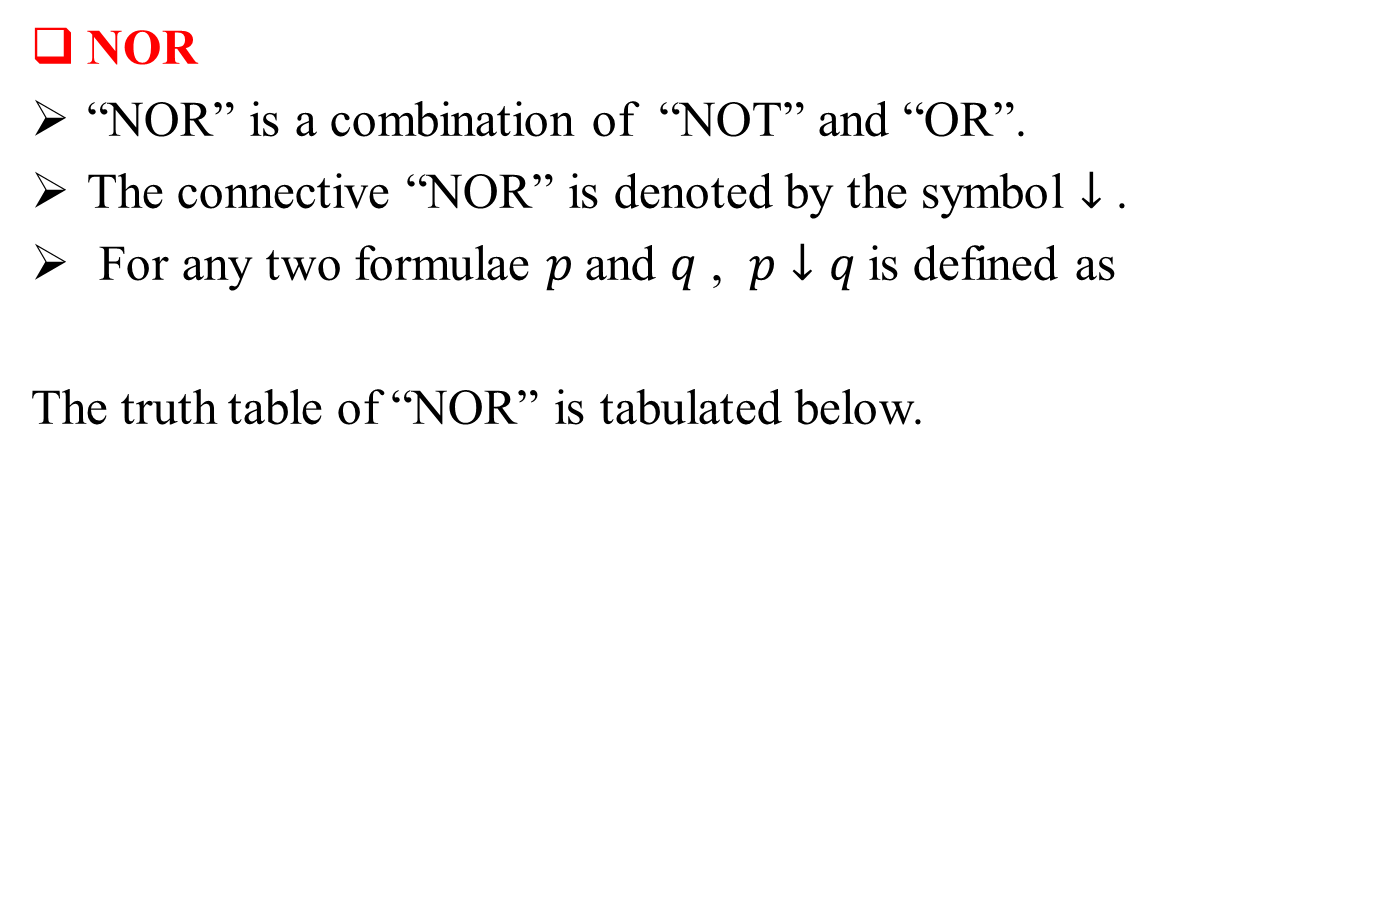 ❑ NOR
➢ “NOR” is a combination of “NOT” and “OR”.
➢ The connective “NOR” is denoted by the symbol ↓ .
➢ For any two formulae 𝑝 and 𝑞 , 𝑝 ↓ 𝑞 is defined as
The truth table of “NOR” is tabulated below.